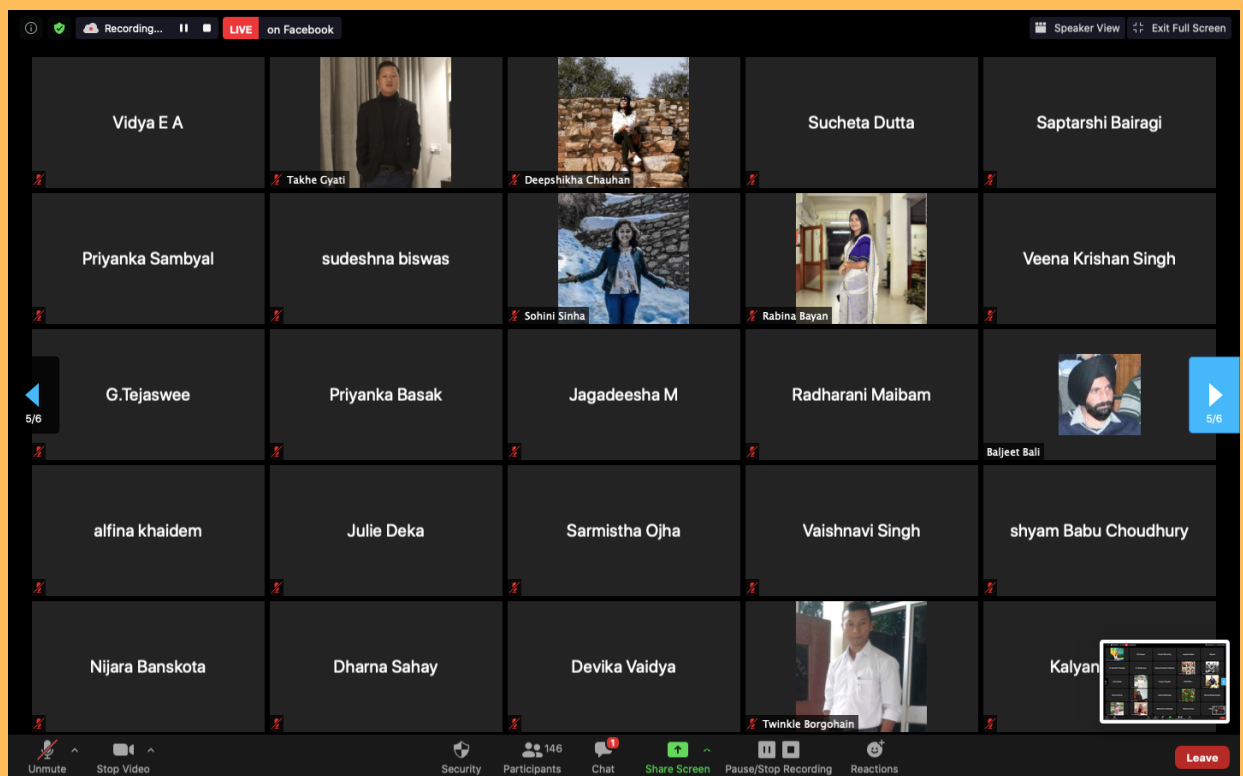 Recording...
LIVE on Facebook
Speaker View
Exit Full Screen
Vidya E A
Takhe Gyati
Deepshikha Chauhan
Sucheta Dutta
Saptarshi Bairagi
Priyanka Sambyal
sudeshna biswas
Sohini Sinha
Rabina Bayan
Veena Krishan Singh
5/6
G.Tejaswee
Priyanka Basak
Jagadeesha M
Radharani Maibam
Baljeet Bali
5/6
alfina khaidem
Julie Deka
Sarmistha Ojha
Vaishnavi Singh
shyam Babu Choudhury
Nijara Banskota
Dharna Sahay
Devika Vaidya
Twinkle Borgohain
Kalyan
Unmute
Stop Video
Security
146
Participants
1
Chat
Share Screen
Pause/Stop Recording
Reactions
Leave